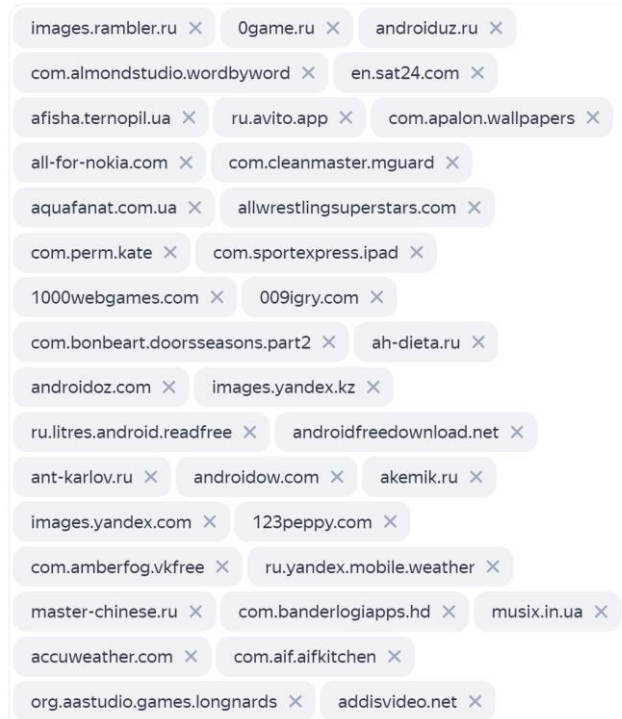 images.rambler.ru × 0game.ru × androiduz.ru ×
com.almondstudio.wordbyword × en.sat24.com ×
afisha.ternopil.ua × ru.avito.app × com.apalon.wallpapers ×
all-for-nokia.com × com.cleanmaster.mguard ×
aquafanat.com.ua × allwrestlingsuperstars.com ×
com.perm.kate × com.sportexpress.ipad ×
1000webgames.com × 009igry.com ×
com.bonbeart.doorsseasons.part2 × ah-dieta.ru ×
androidoz.com × images.yandex.kz ×
ru.litres.android.readfree × androidfreedownload.net ×
ant-karlov.ru × androidow.com × akemik.ru ×
images.yandex.com × 123peppy.com ×
com.amberfog.vkfree × ru.yandex.mobile.weather ×
master-chinese.ru × com.banderlogiapps.hd × musix.in.ua ×
accuweather.com × com.aif.aifkitchen ×
org.aastudio.games.longnards × addisvideo.net ×